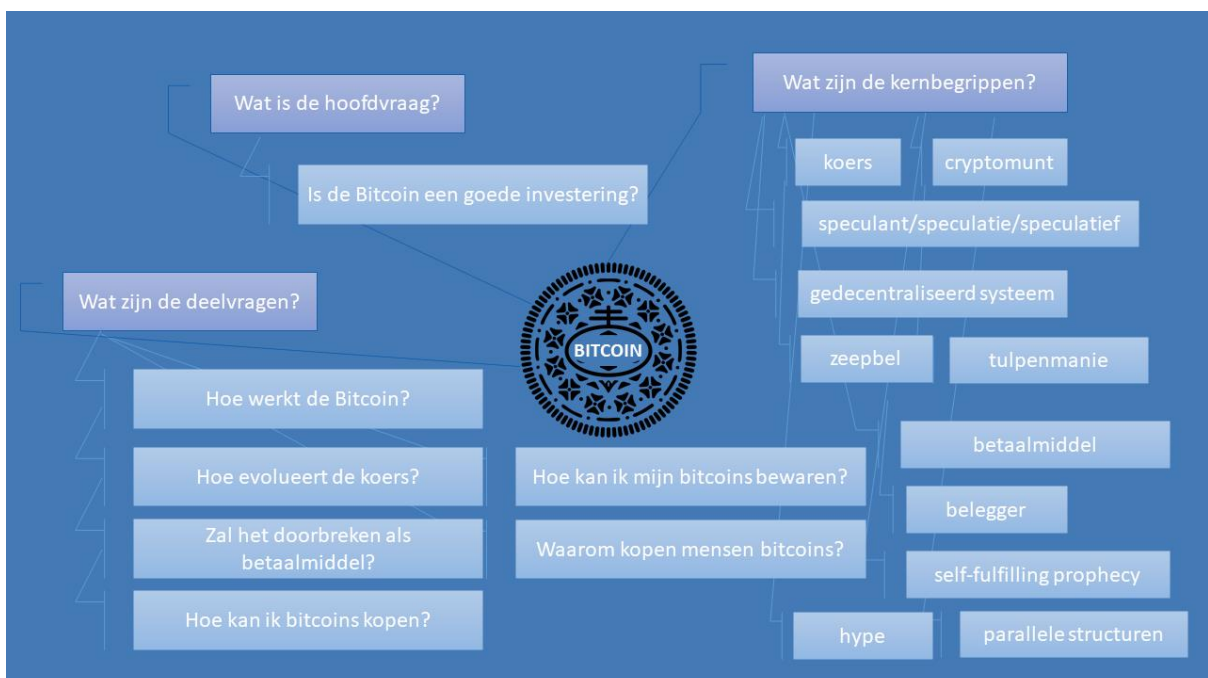 Wat is de hoofdvraag?
Is de Bitcoin een goede investering?
Wat zijn de deelvragen?
Hoe werkt de Bitcoin?
Hoe evolueert de koers?
Zal het doorbreken als
betaalmiddel?
Hoe kan ik bitcoins kopen?
Hoe kan ik mijn bitcoins bewaren?
Waarom kopen mensen bitcoins?
BITCOIN
Wat zijn de kernbegrippen?
koers
cryptomunt
speculant/speculatie/speculatief
gedecentraliseerd systeem
zeepbel
tulpenmanie
betaalmiddel
belegger
self-fulfilling prophecy
hype
parallele structuren